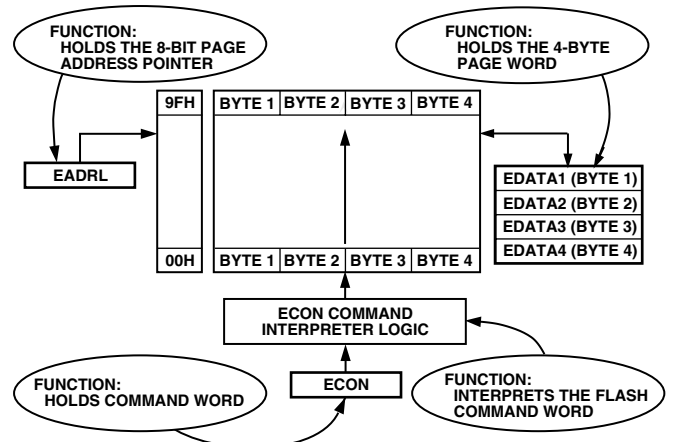 FUNCTION:
HOLDS THE 8-BIT PAGE
ADDRESS POINTER
FUNCTION:
HOLDS THE 4-BYTE
PAGE WORD
9FH
BYTE 1 BYTE 2 BYTE 3 BYTE 4
EADRL
EDATA1 (BYTE 1)
EDATA2 (BYTE 2)
EDATA3 (BYTE 3)
EDATA4 (BYTE 4)
00H
BYTE 1 BYTE 2 BYTE 3 BYTE 4
ECON COMMAND
INTERPRETER LOGIC
FUNCTION:
HOLDS COMMAND WORD
ECON
FUNCTION:
INTERPRETS THE FLASH
COMMAND WORD